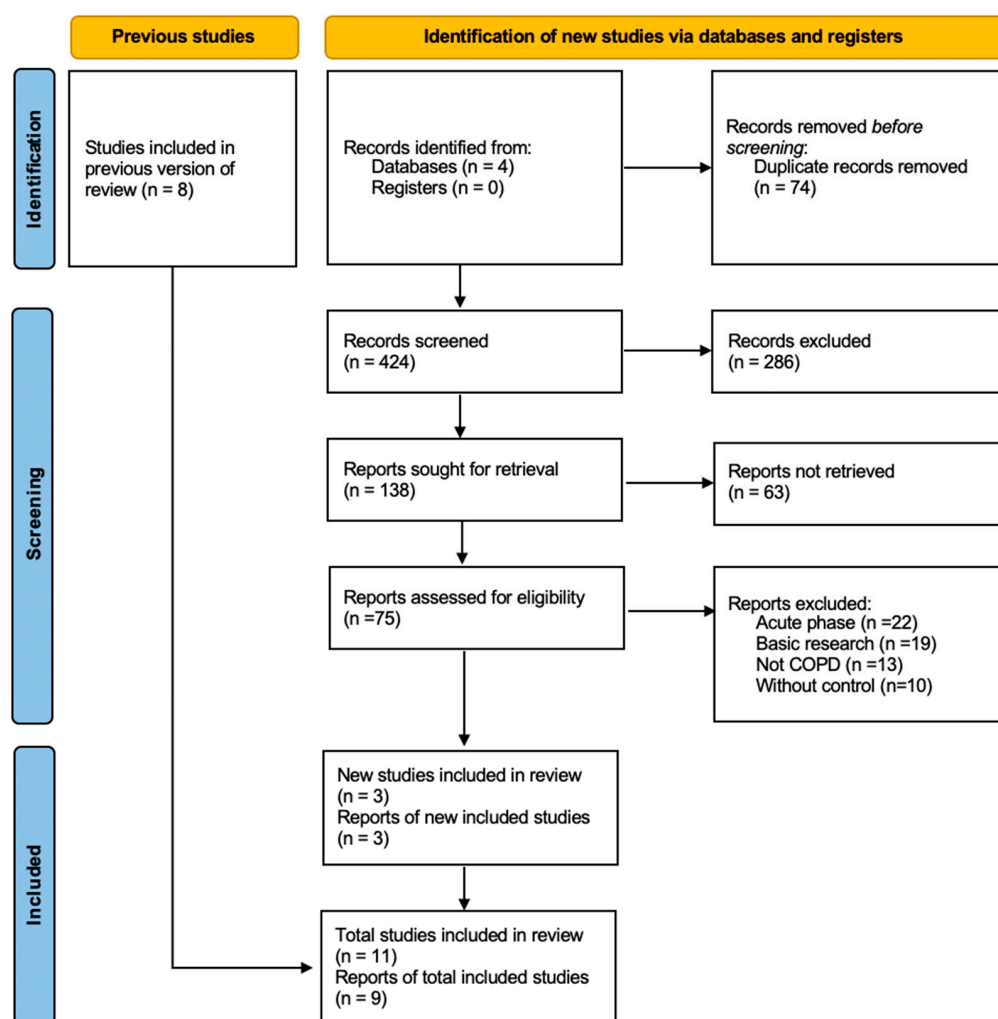 Previous studies
Identification of new studies via databases and registers
Identification
Studies included in
previous version of
review (n = 8)
Records identified from:
Databases (n = 4)
Registers (n = 0)
Records removed before
screening:
Duplicate records removed
(n = 74)
Screening
Records screened
(n = 424)
Records excluded
(n = 286)
Reports sought for retrieval
(n = 138)
Reports not retrieved
(n = 63)
Reports assessed for eligibility
(n =75)
Reports excluded:
Acute phase (n =22)
Basic research (n =19)
Not COPD (n =13)
Without control (n=10)
Included
New studies included in review
(n = 3)
Reports of new included studies
(n = 3)
Total studies included in review
(n = 11)
Reports of total included studies
(n = 9)